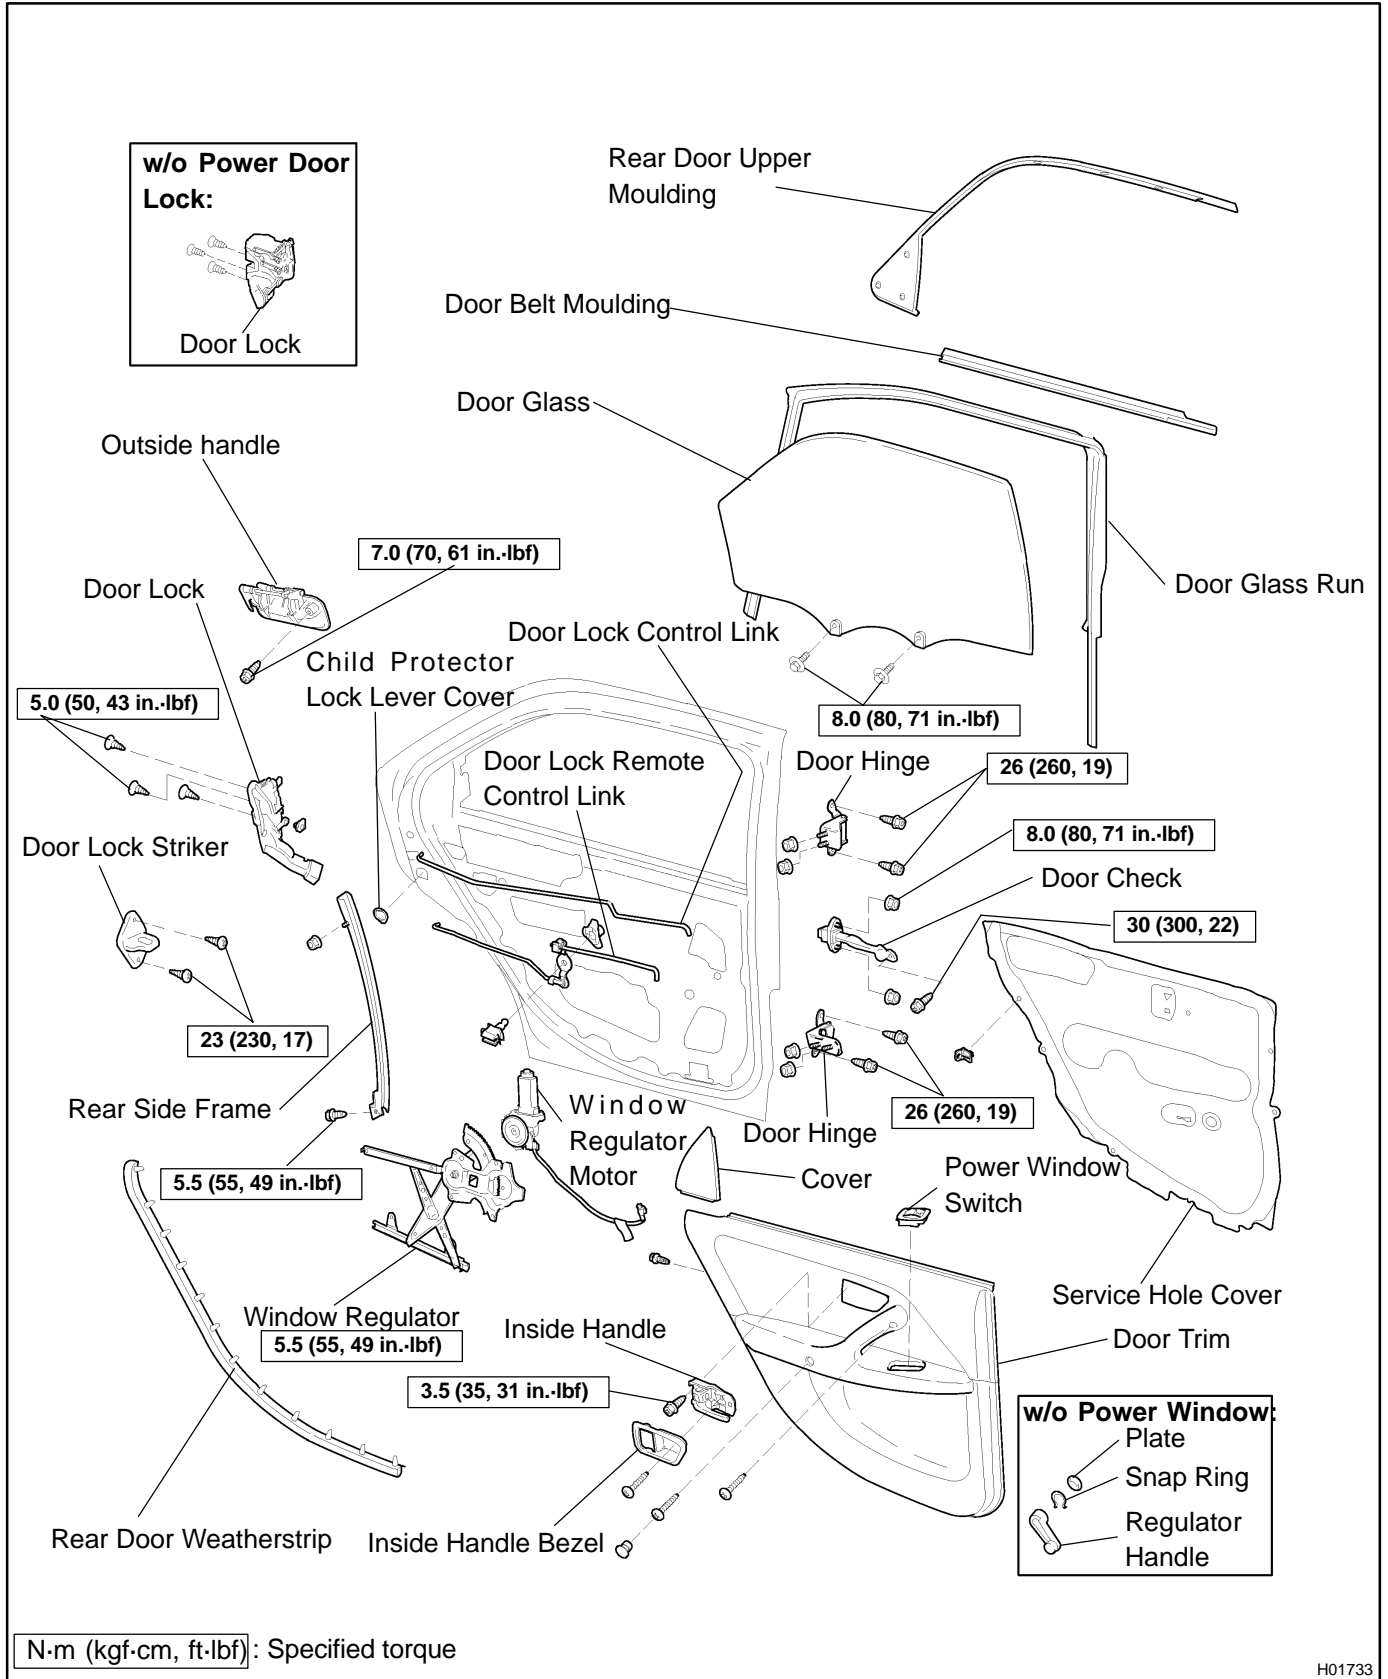 w/o Power Door
Lock:
Door Lock
Rear Door Upper
Moulding
Door Belt Moulding
Door Glass
Outside handle
7.0 (70, 61 in.·lbf)
Door Lock
Door Glass Run
Door Lock Control Link
Child Protector
Lock Lever Cover
5.0 (50, 43 in.·lbf)
8.0 (80, 71 in.·lbf)
Door Lock Remote
Control Link
Door Hinge
26 (260, 19)
8.0 (80, 71 in.·lbf)
Door Lock Striker
Door Check
30 (300, 22)
23 (230, 17)
Rear Side Frame
Window
Regulator
Motor
26 (260, 19)
Door Hinge
5.5 (55, 49 in.·lbf)
Cover
Power Window
Switch
Service Hole Cover
Window Regulator
5.5 (55, 49 in.·lbf)
Inside Handle
Door Trim
3.5 (35, 31 in.·lbf)
w/o Power Window:
Plate
Snap Ring
Regulator
Handle
Rear Door Weatherstrip
Inside Handle Bezel
N·m (kgf·cm, ft·lbf) : Specified torque
H01733